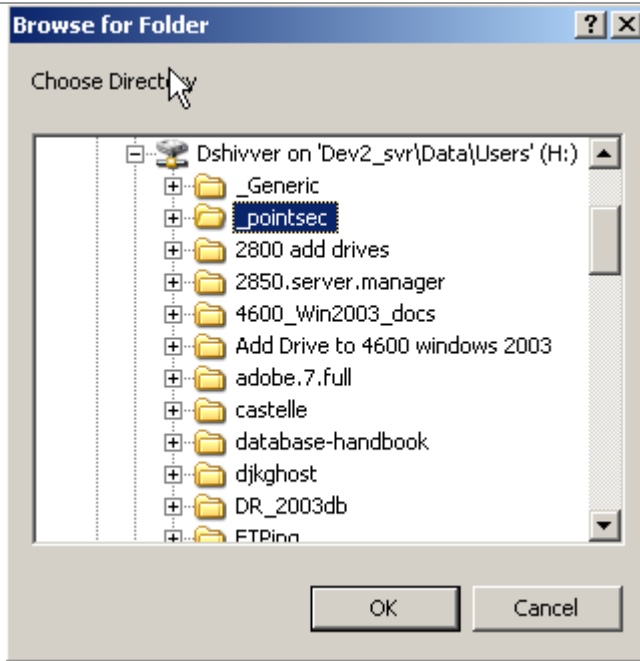 Browse for Folder
Choose Directory
Dshivver on 'Dev2_svr\Data\Users' (H:)
_Generic
_pointsec
2800 add drives
2850.server.manager
4600_Win2003_docs
Add Drive to 4600 windows 2003
adobe.7.full
castelle
database-handbook
djkghost
DR_2003db
OK
Cancel